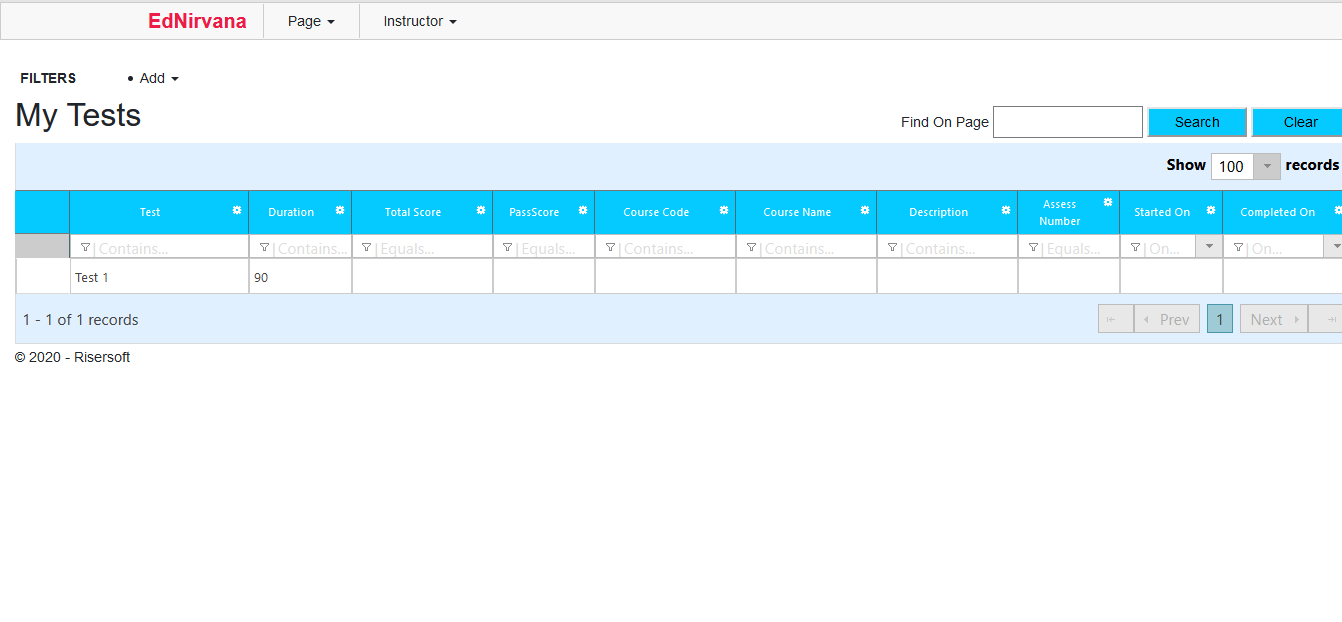 EdNirvana Page Instructor
FILTERS • Add
My Tests
Find On Page Search Clear
Show 100 records
Test Duration Total Score PassScore Course Code Course Name Description Assess Number Started On Completed On
Contains... Contains... Equals... Equals... Contains... Contains... Contains... Equals... On... On...
Test 1 90
1 - 1 of 1 records Prev 1 Next
© 2020 - Risersoft